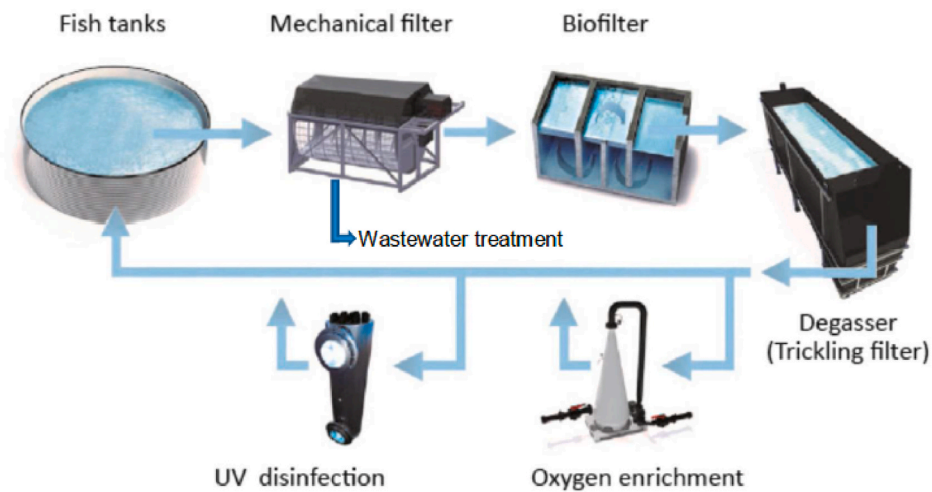 Fish tanks
Mechanical filter
Biofilter
Wastewater treatment
Degasser
(Trickling filter)
UV disinfection
Oxygen enrichment